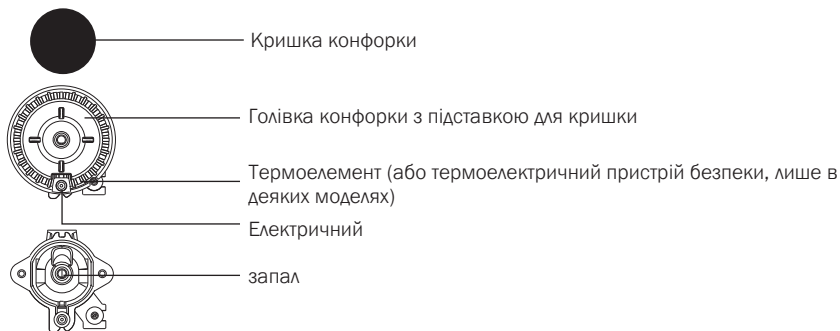 Кришка конфорки
Голівка конфорки з підставкою для кришки
Термоелемент (або термоелектричний пристрій безпеки, лише в
деяких моделях)
Електричний
запал